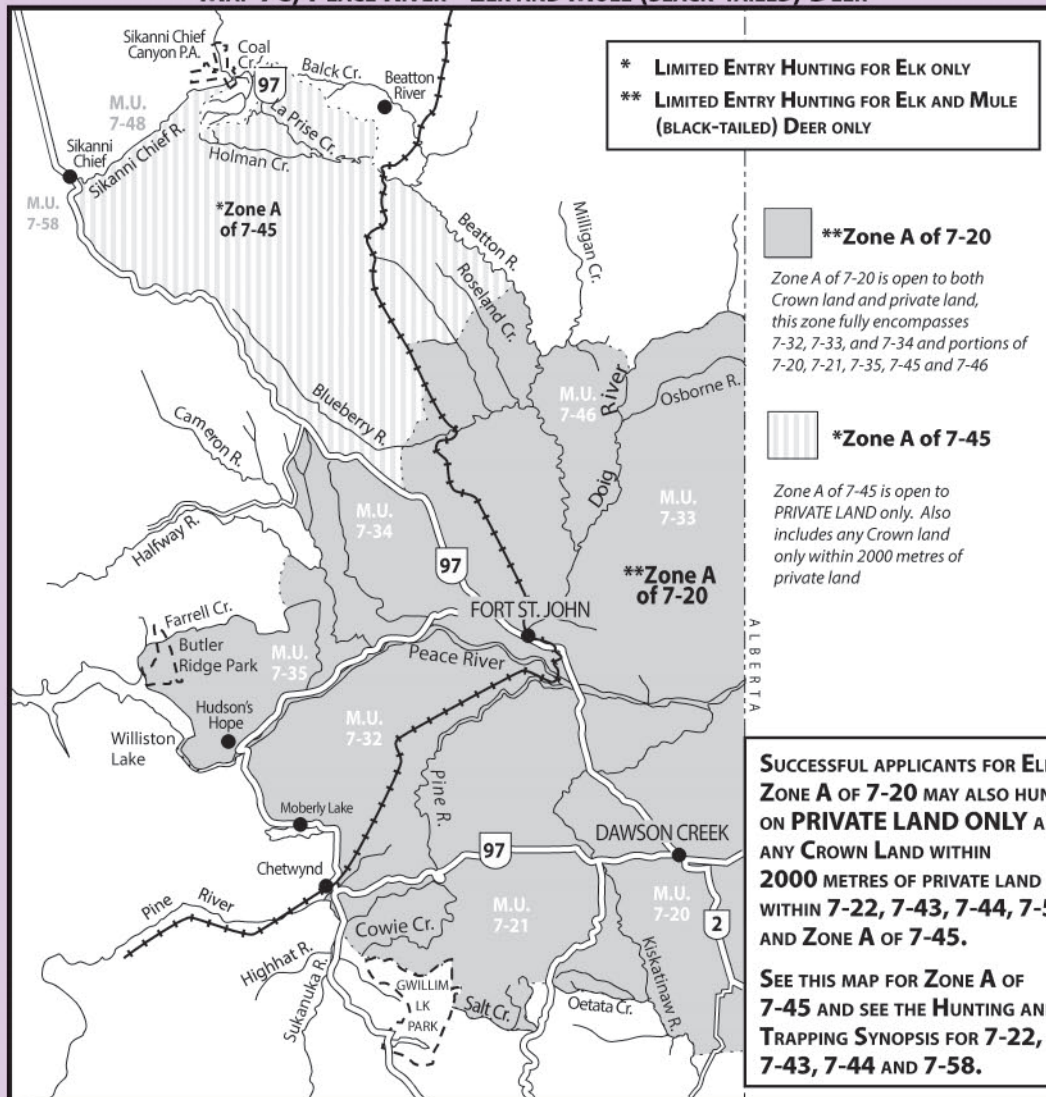 Sikanni Chief
Canyon P.A.
Coal
Cr.
97
Balck Cr.
Beatton
River
La Prise Cr.
M.U.
7-48
Sikanni
Chief
Sikanni Chief R.
Holman Cr.
M.U.
7-58
*Zone A
of 7-45
Beatton R.
Milligan Cr.
Roseland Cr.
* LIMITED ENTRY HUNTING FOR ELK ONLY
** LIMITED ENTRY HUNTING FOR ELK AND MULE
(BLACK-TAILED) DEER ONLY
**Zone A of 7-20
Zone A of 7-20 is open to both
Crown land and private land,
this zone fully encompasses
7-32, 7-33, and 7-34 and portions of
7-20, 7-21, 7-35, 7-45 and 7-46
*Zone A of 7-45
Zone A of 7-45 is open to
PRIVATE LAND only. Also
includes any Crown land
only within 2000 metres of
private land
Blueberry R.
Cameron R.
M.U.
7-46
Doig River
Osborne R.
Halfway R.
M.U.
7-34
M.U.
7-33
97
**Zone A
of 7-20
FORT ST. JOHN
ALBERTA
Farrell Cr.
Butler
Ridge Park
M.U.
7-35
Peace River
Hudson's
Hope
Williston
Lake
M.U.
7-32
Pine R.
Moberly Lake
DAWSON CREEK
97
Chetwynd
Pine River
M.U.
7-21
M.U.
7-20
2
Cowie Cr.
Highhat R.
Sukanuka R.
GWILLIM
LK
PARK
Salt Cr.
Oetata Cr.
Kiskatinaw R.
SUCCESSFUL APPLICANTS FOR
ZONE A OF 7-20 MAY ALSO
ON PRIVATE LAND ONLY
ANY CROWN LAND WITHIN
2000 METRES OF PRIVATE LAND
WITHIN 7-22, 7-43, 7-44,
AND ZONE A OF 7-45.
SEE THIS MAP FOR ZONE A OF
7-45 AND SEE THE HUNTING
TRAPPING SYNOPSIS FOR 7-22,
7-43, 7-44 AND 7-58.